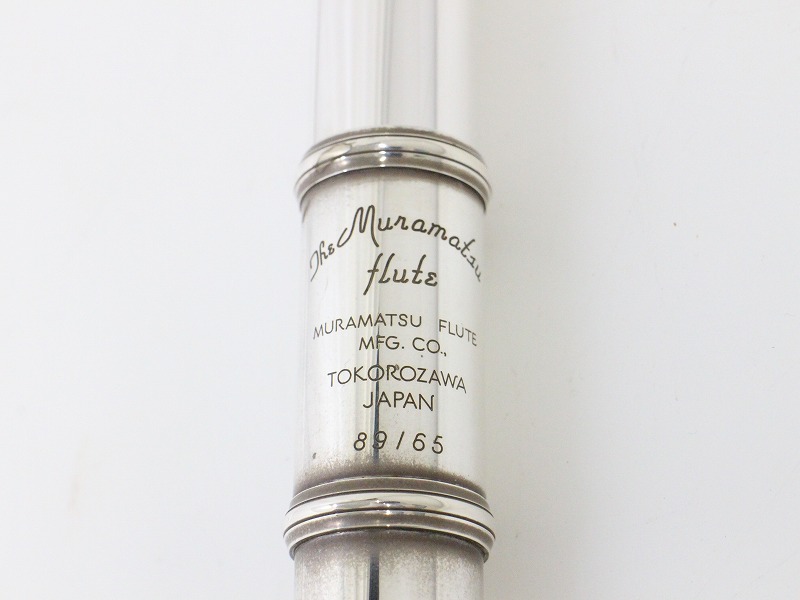 The Muramatsu
flute
MURAMATSU FLUTE
MFG. CO.,
TOKOROZAWA
JAPAN
89165